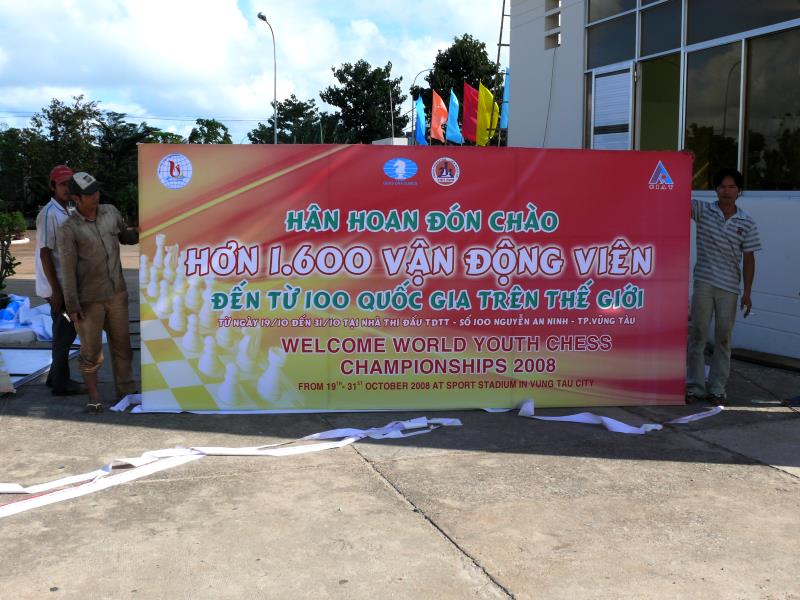 GIAT
HÂN HOAN ĐÓN CHÀO
HƠN 1.600 VẬN ĐỘNG VIÊN
ĐẾN TỪ 100 QUỐC GIA TRÊN THẾ GIỚI
TỪ NGÀY 19/10 ĐẾN 31/10 TẠI NHÀ THI ĐẤU TDTT - SỐ 100 NGUYỄN AN NINH - TP.VŨNG TÀU
WELCOME WORLD YOUTH CHESS
CHAMPIONSHIPS 2008
FROM 19TH- 31ST OCTOBER 2008 AT SPORT STADIUM IN VUNG TAU CITY